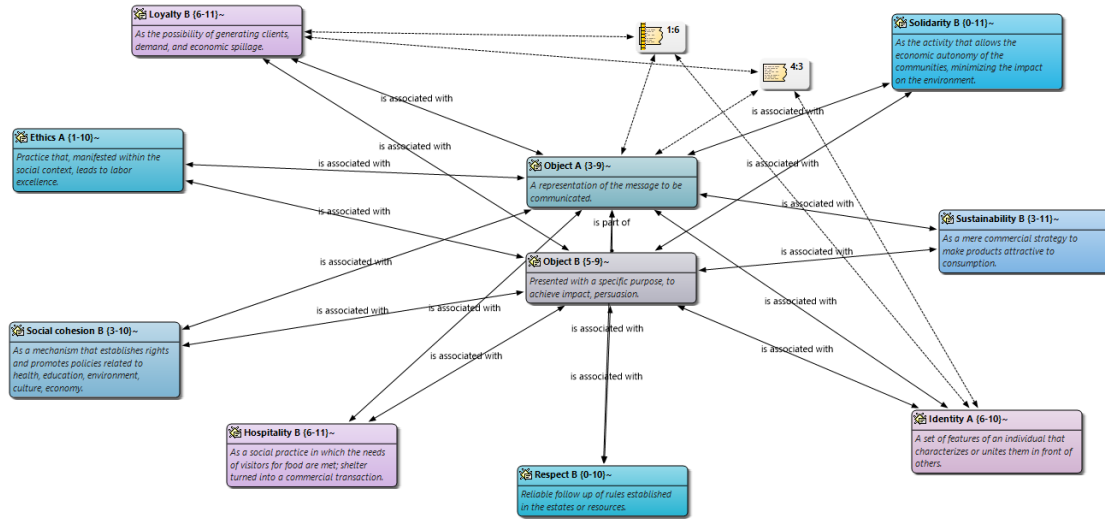 Loyalty B {6-11}~
As the possibility of generating clients,
demand, and economic spillage.
1:6
4:3
Solidarity B {0-11}~
As the activity that allows the
economic autonomy of the
communities, minimizing the impact
on the environment.
is associated with
is associated with
is associated with
Ethics A {1-10}~
Practice that, manifested within the
social context, leads to labor
excellence.
is associated with
Object A {3-9}~
A representation of the message to be
communicated.
is associated with
is associated with
is part of
Sustainability B {3-11}~
As a mere commercial strategy to
make products attractive to
consumption.
is associated with
Object B {5-9}~
Presented with a specific purpose, to
achieve impact, persuasion.
is associated with
is associated with
is associated with
is associated with
Social cohesion B {3-10}~
As a mechanism that establishes rights
and promotes policies related to
health, education, environment,
culture, economy.
is associated with
is associated with
is associated with
is associated with
Hospitality B {6-11}~
As a social practice in which the needs
of visitors for food are met; shelter
turned into a commercial transaction.
Identity A {6-10}~
A set of features of an individual that
characterizes or unites them in front of
others.
Respect B {0-10}~
Reliable follow up of rules established
in the estates or resources.